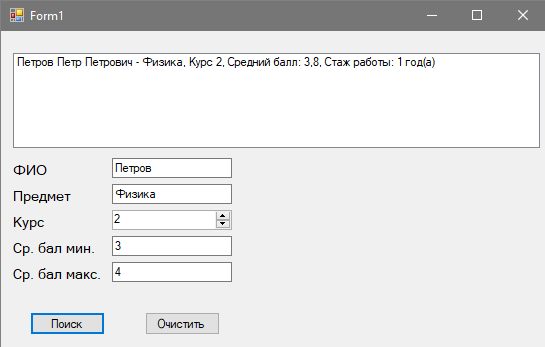 Form1
Петров Петр Петрович - Физика, Курс 2, Средний балл: 3,8, Стаж работы: 1 год(а)
ФИО Петров
Предмет Физика
Курс 2
Ср. бал мин. 3
Ср. бал макс. 4
Поиск Очистить